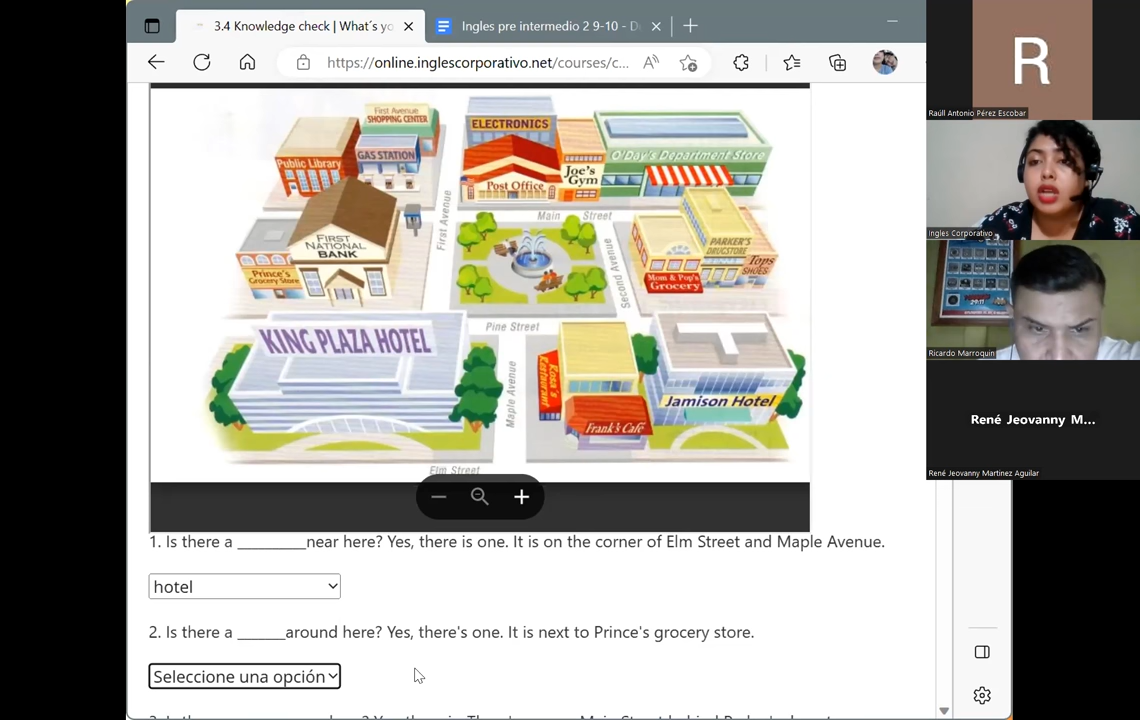 3.4 Knowledge check | What´s yo
Ingles pre intermedio 2 9-10 - D
https://online.inglescorporativo.net/courses/c...
First Avenue
SHOPPING CENTER
Public Library
GAS STATION
ELECTRONICS
Post Office
Joe's
Gym
O'Day's Department Store
First Avenue
Main Street
FIRST
NATIONAL
BANK
Prince's
Grocery Store
Second Avenue
PARKER'S
DRUGSTORE
Mom & Pop's
Grocery
Tops
SHOES
KING PLAZA HOTEL
Pine Street
Maple Avenue
Rosa's
Restaurant
Frank's Café
Jamison Hotel
Elm Street
1. Is there a _________near here? Yes, there is one. It is on the corner of Elm Street and Maple Avenue.
hotel
2. Is there a ______around here? Yes, there's one. It is next to Prince's grocery store.
Seleccione una opción
R
Raúll Antonio Pérez Escobar
Ingles Corporativo
Ricardo Marroquin
René Jeovanny M...
René Jeovanny Martinez Aguilar